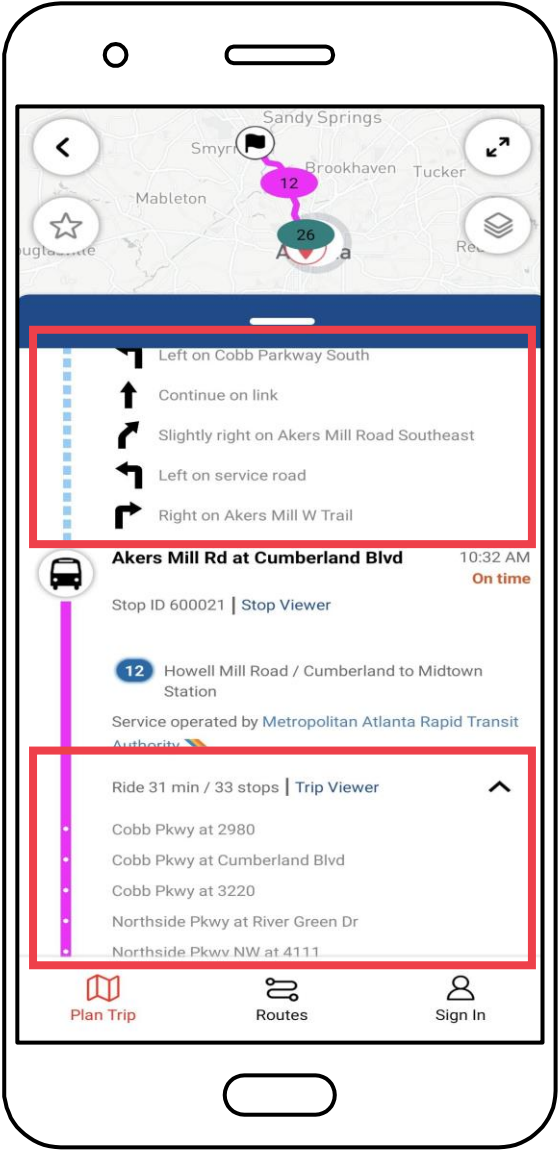 Sandy Springs
Smyr
Brookhaven
Tucker
12
Mableton
26
A
a
Re
Left on Cobb Parkway South
Continue on link
Slightly right on Akers Mill Road Southeast
Left on service road
Right on Akers Mill W Trail
Akers Mill Rd at Cumberland Blvd 10:32 AM
On time
Stop ID 600021 | Stop Viewer
12 Howell Mill Road / Cumberland to Midtown
Station
Service operated by Metropolitan Atlanta Rapid Transit
Authority
Ride 31 min / 33 stops | Trip Viewer
Cobb Pkwy at 2980
Cobb Pkwy at Cumberland Blvd
Cobb Pkwy at 3220
Northside Pkwy at River Green Dr
Northside Pkwy NW at 4111
Plan Trip Routes Sign In